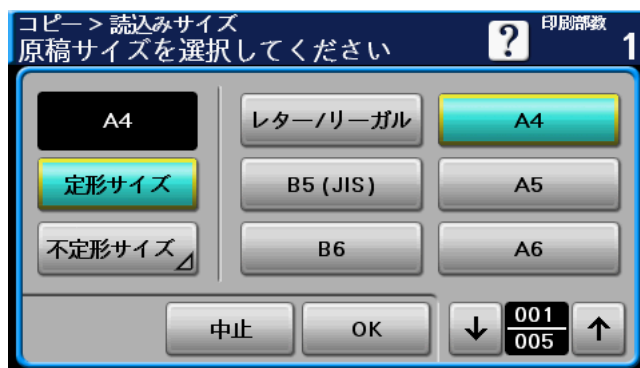 コピー > 読込みサイズ
原稿サイズを選択してください
?
印刷部数
1
A4
レター/リーガル
A4
定形サイズ
B5 (JIS)
A5
不定形サイズ
B6
A6
中止
OK
↓
001
005
↑